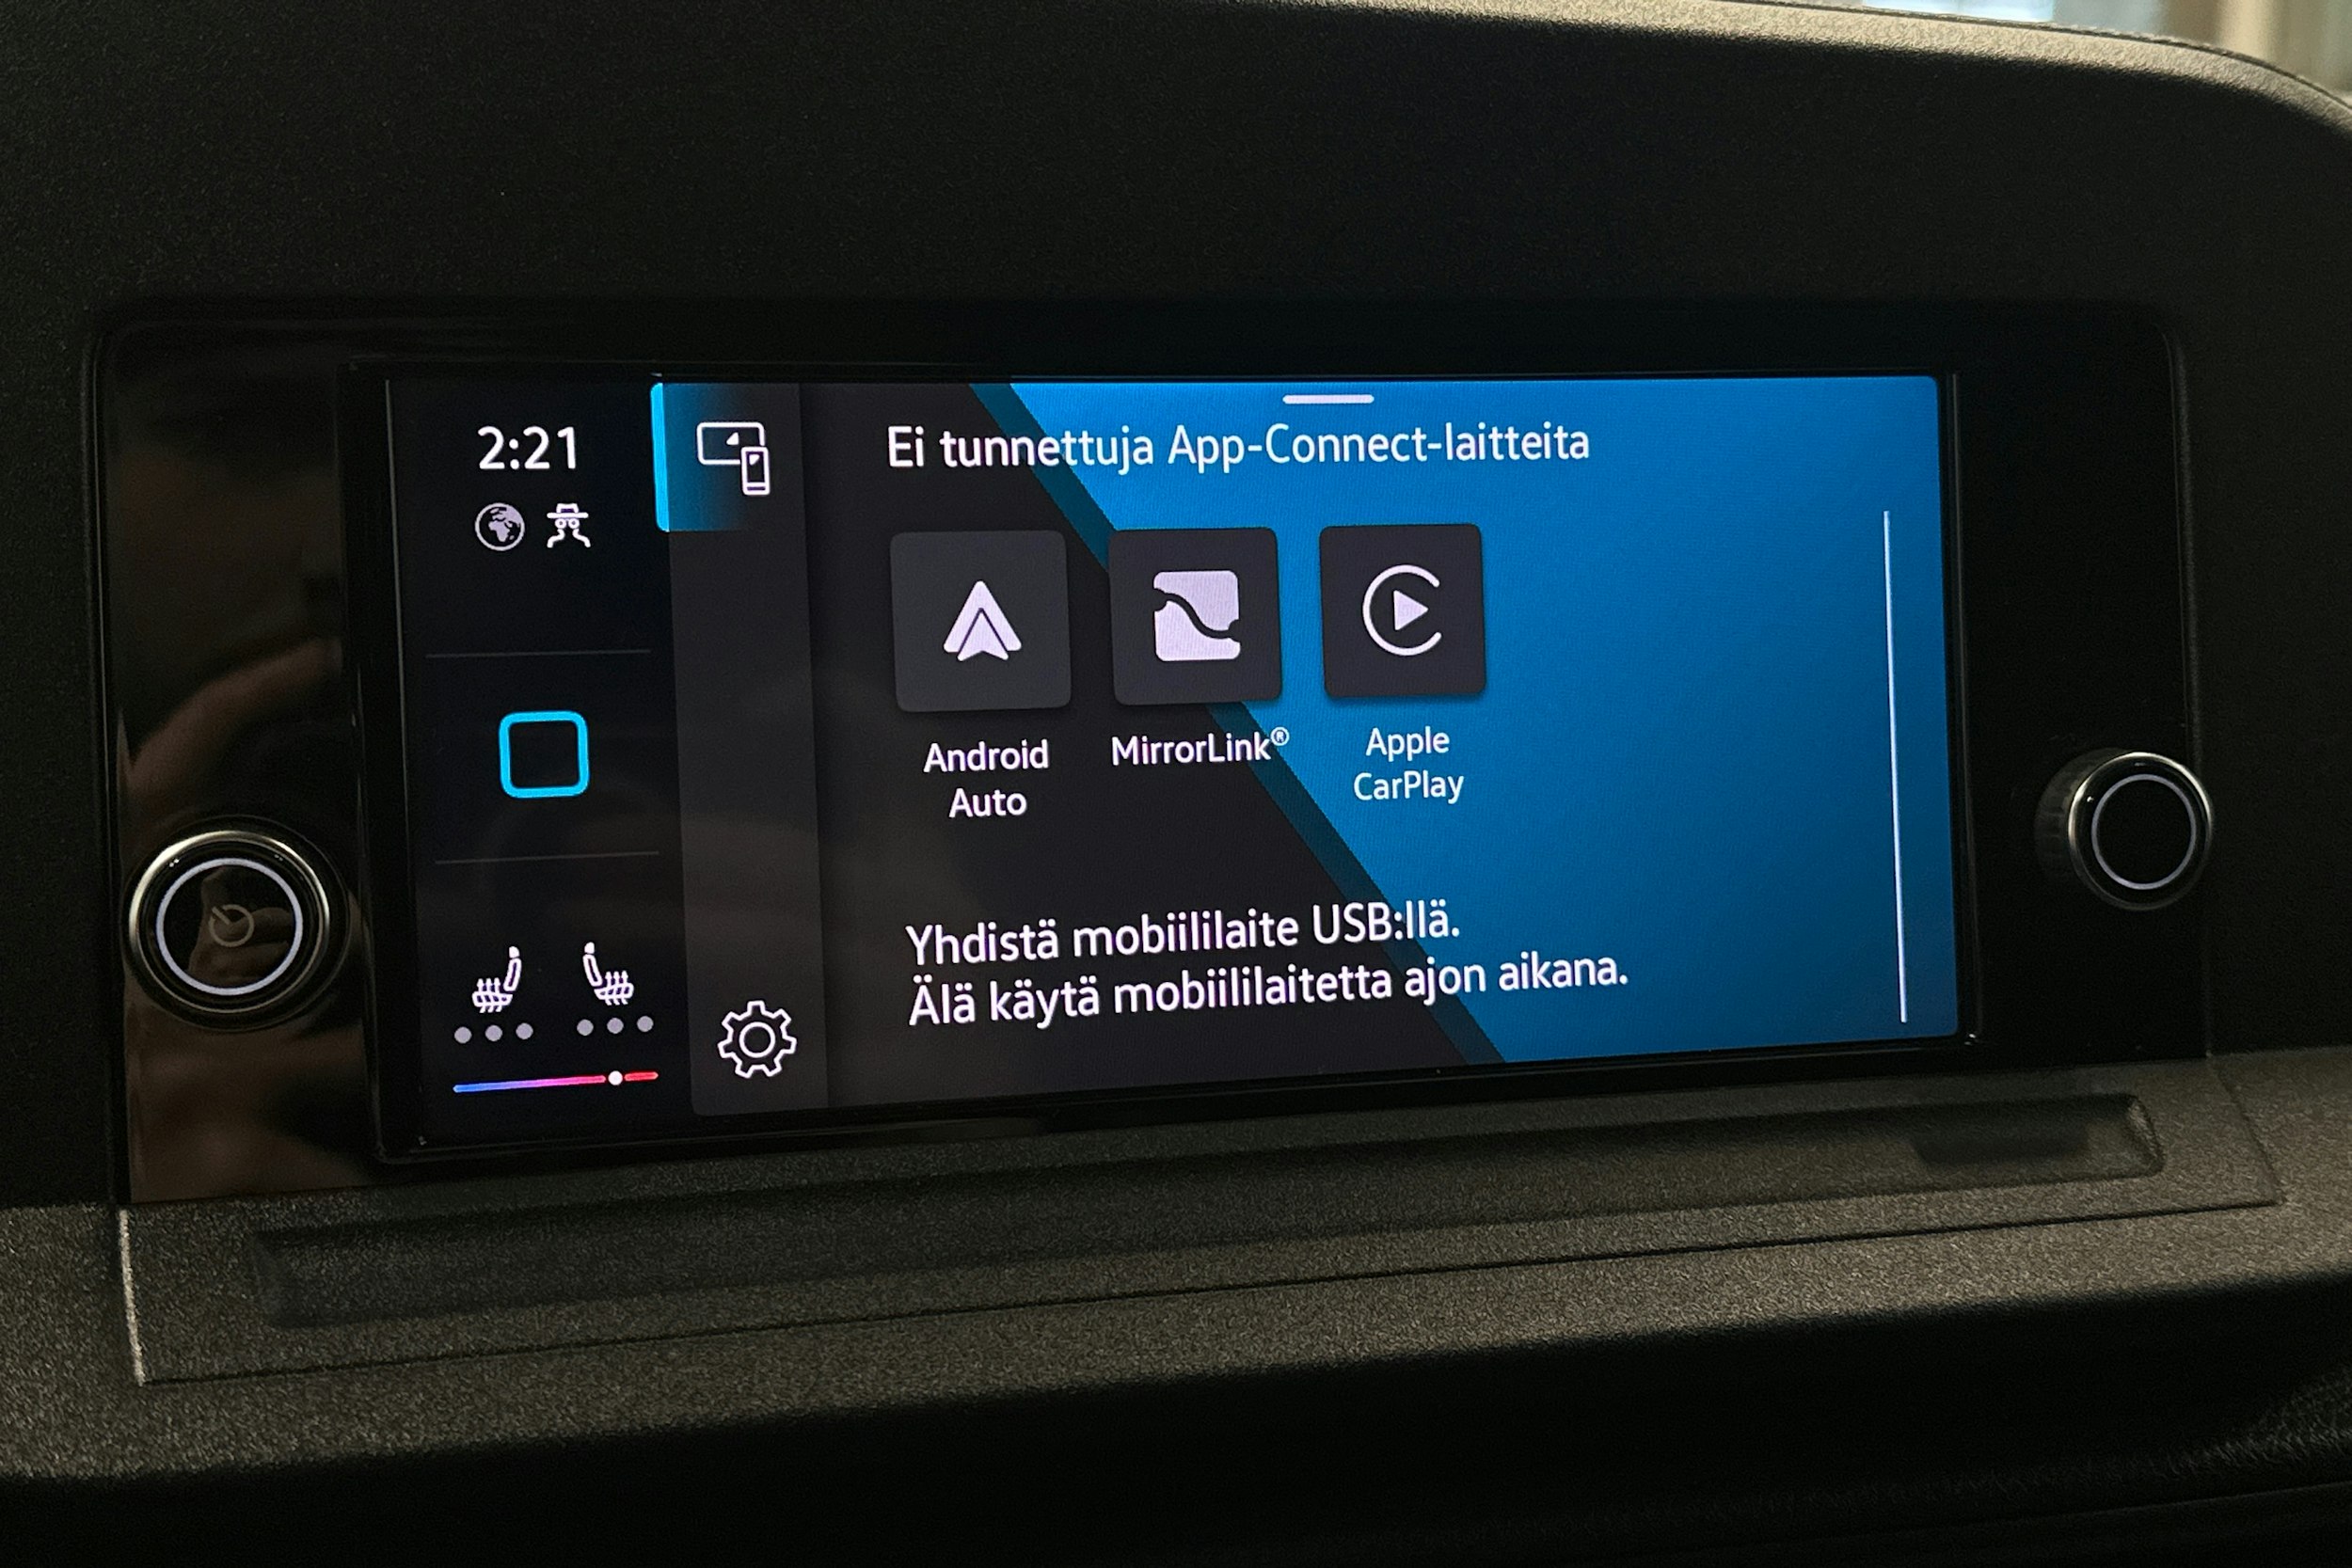 2:21
Ei tunnettuja App-Connect-laitteita
Android
Auto
MirrorLink®
Apple
CarPlay
Yhdistä mobiililaite USB:llä.
Älä käytä mobiililaitetta ajon aikana.